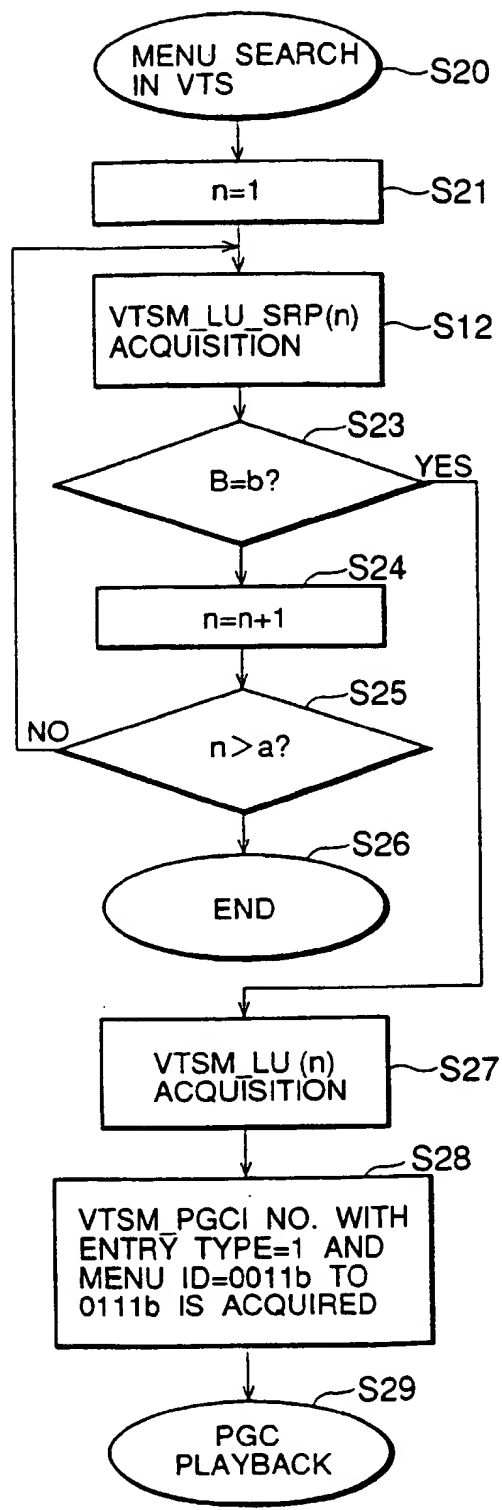 MENU SEARCH
IN VTS
S20
n=1
S21
VTSM_LU_SRP(n)
ACQUISITION
S12
S23
B=b?
YES
S24
n=n+1
S25
NO
n>a?
S26
END
VTSM_LU (n)
ACQUISITION
S27
S28
VTSM_PGCI NO. WITH
ENTRY TYPE=1 AND
MENU ID=0011b TO
0111b IS ACQUIRED
S29
PGC
PLAYBACK